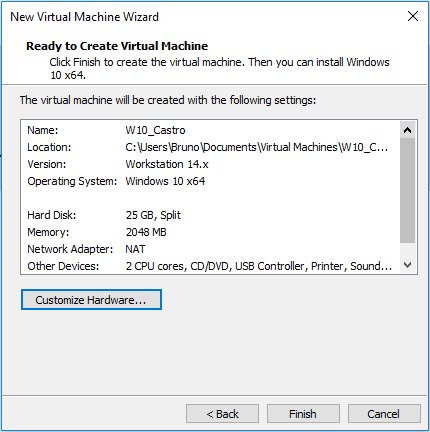 New Virtual Machine Wizard
Ready to Create Virtual Machine
Click Finish to create the virtual machine. Then you can install Windows
10 x64.
The virtual machine will be created with the following settings:
Name: W10_Castro
Location: C:\Users\Bruno\Documents\Virtual Machines\W10_C...
Version: Workstation 14.x
Operating System: Windows 10 x64
Hard Disk: 25 GB, Split
Memory: 2048 MB
Network Adapter: NAT
Other Devices: 2 CPU cores, CD/DVD, USB Controller, Printer, Sound...
Customize Hardware...
< Back Finish Cancel